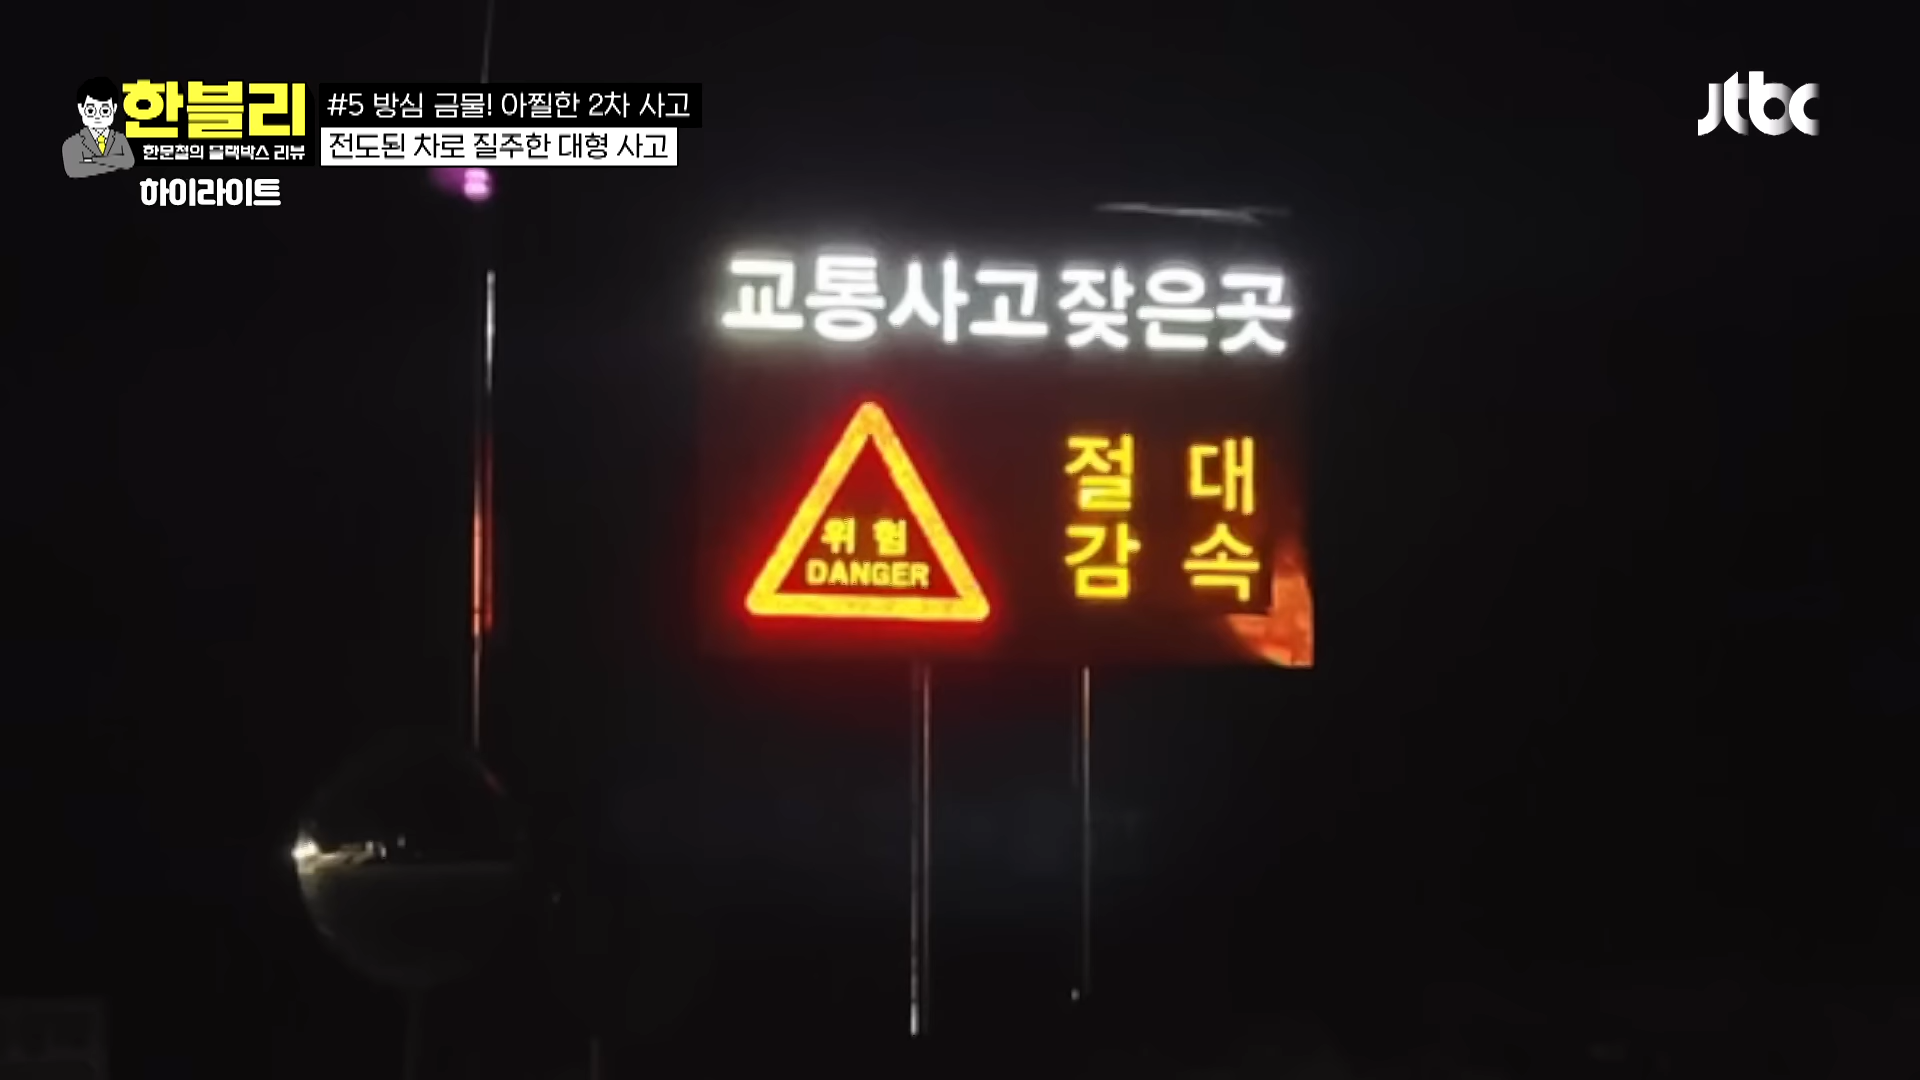 한블리
한문철의 블랙박스 리뷰
하이라이트
#5 방심 금물! 아찔한 2차 사고
전도된 차로 질주한 대형 사고
jtbc
교통사고 잦은곳
위 험
DANGER
절 대
감 속